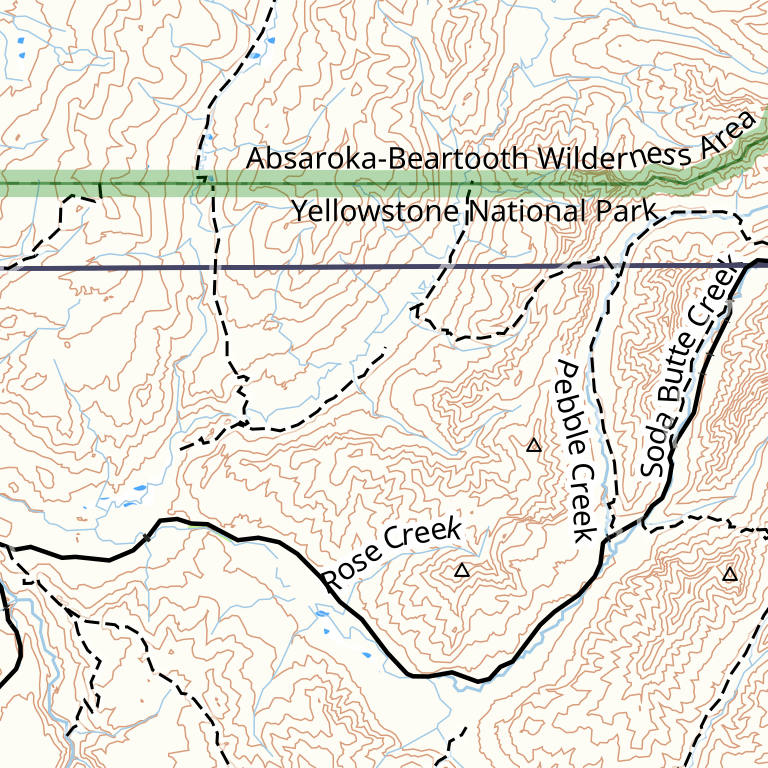 Absaroka-Beartooth Wilderness Area
Yellowstone National Park
Soda Butte Creek
Pebble Creek
Rose Creek